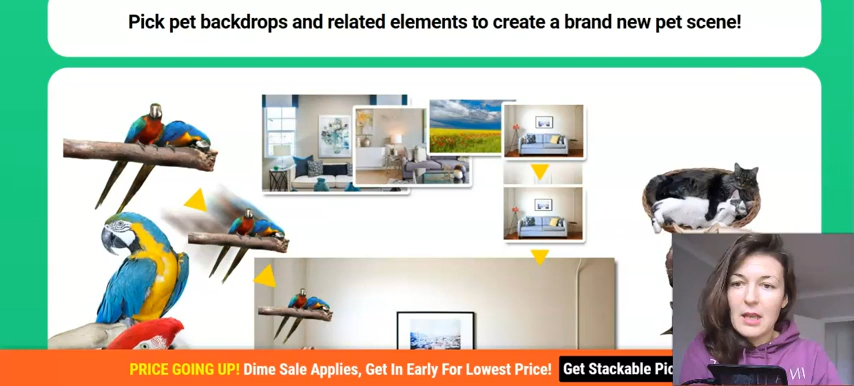 Pick pet backdrops and related elements to create a brand new pet scene!
PRICE GOING UP! Dime Sale Applies, Get In Early For Lowest Price! Get Stackable